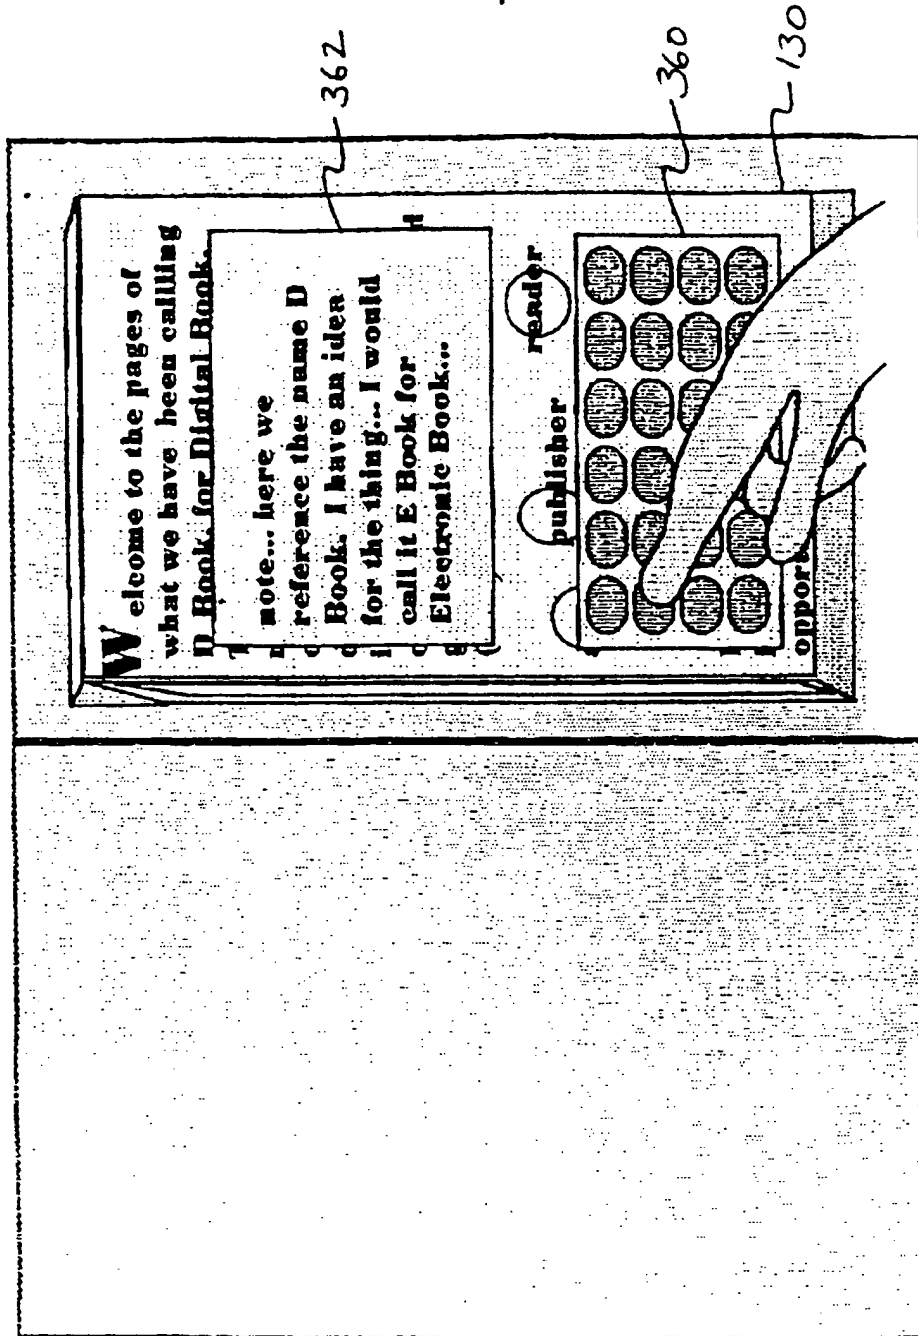 Welcome to the pages of
what we have been callling
D Book, for Digital Book.
note... here we
reference the name D
Book. I have an idea
for the thing... I would
call it E Book for
Electronic Book...
publisher reader
oppor
362
360
130